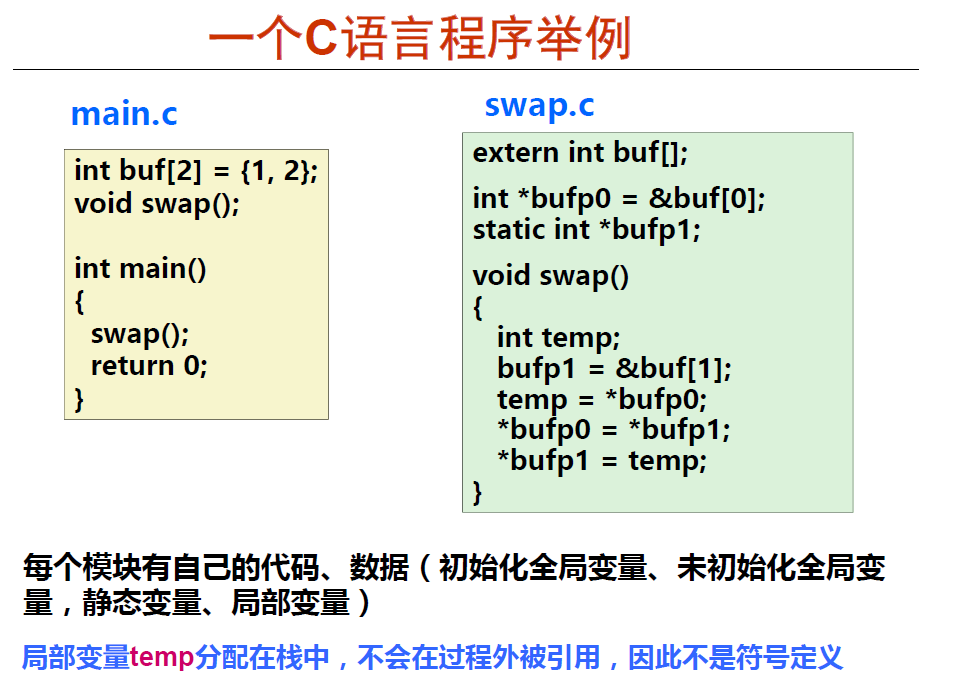 一个C语言程序举例
main.c
int buf[2] = {1, 2};
void swap();
int main()
{
swap();
return 0;
}
swap.c
extern int buf[];
int *bufp0 = &buf[0];
static int *bufp1;
void swap()
{
int temp;
bufp1 = &buf[1];
temp = *bufp0;
*bufp0 = *bufp1;
*bufp1 = temp;
}
每个模块有自己的代码、数据（初始化全局变量、未初始化全局变
量，静态变量、局部变量）
局部变量temp分配在栈中，不会在过程外被引用，因此不是符号定义